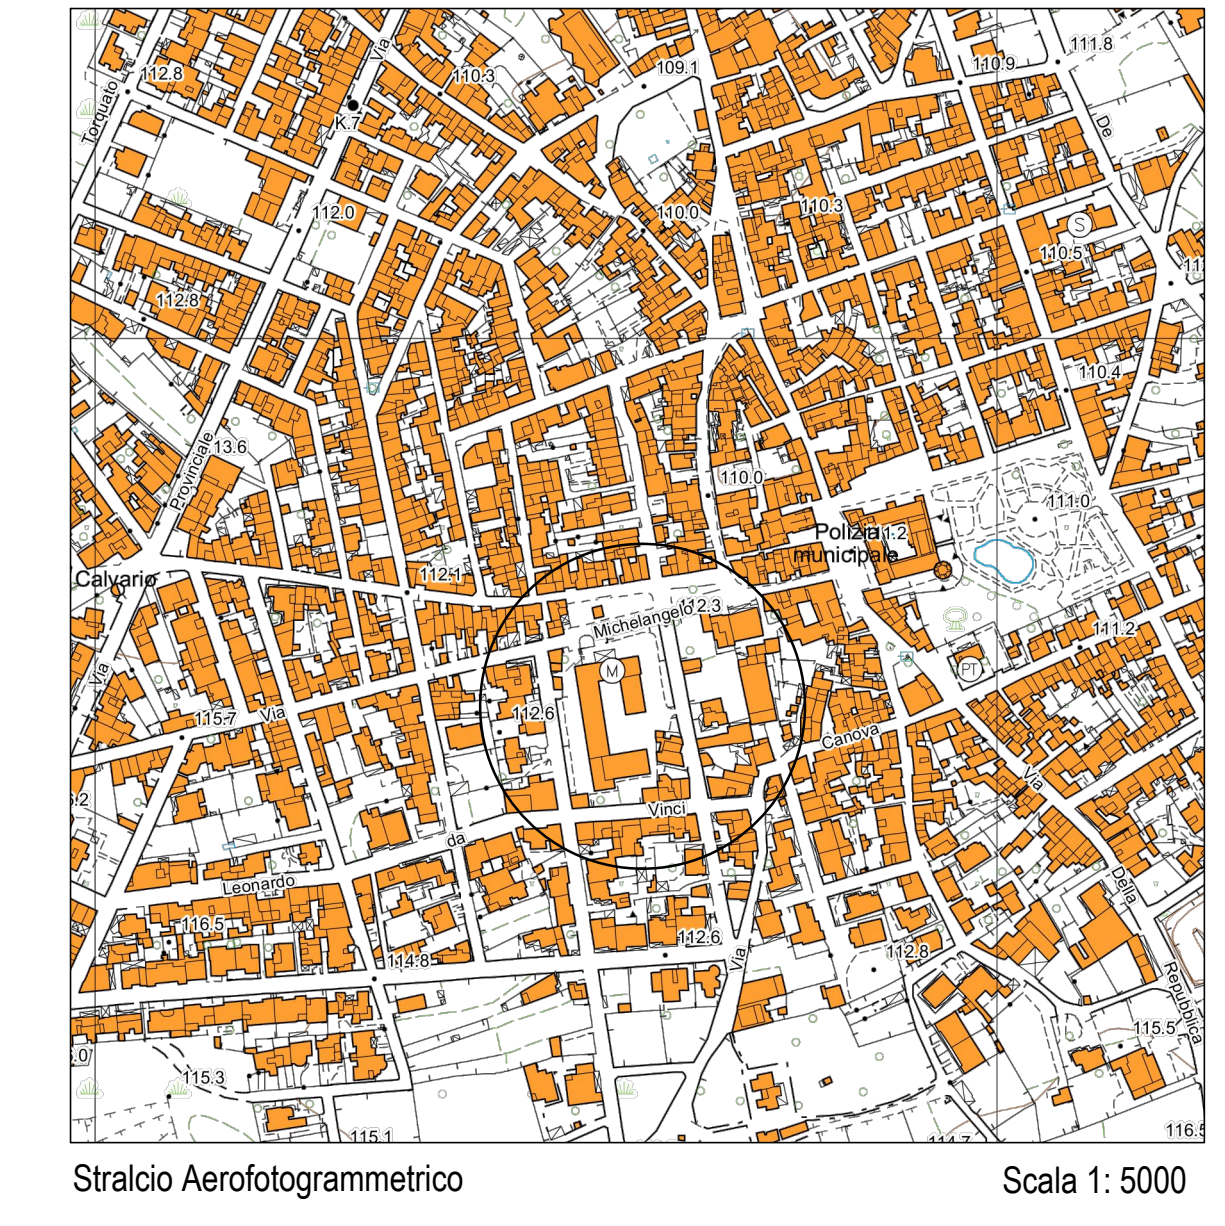 111.8
110.9
109.1
110.3
112.8
Via
Torquato
K.7
De
112.0
110.0
110.3
S
110.5
112.8
110.4
13.6
Provinciale
110.0
111.0
Polizia
municipale
Calvario
112.1
112.3
Michelangelo
111.2
M
PT
Via
115.7
Via
112.6
Canova
Via
Vinci
da
Leonardo
Della
116.5
112.6
Via
112.8
114.8
Repubblica
115.5
115.3
115.1
114.7
116.5
Stralcio Aerofotogrammetrico
Scala 1: 5000